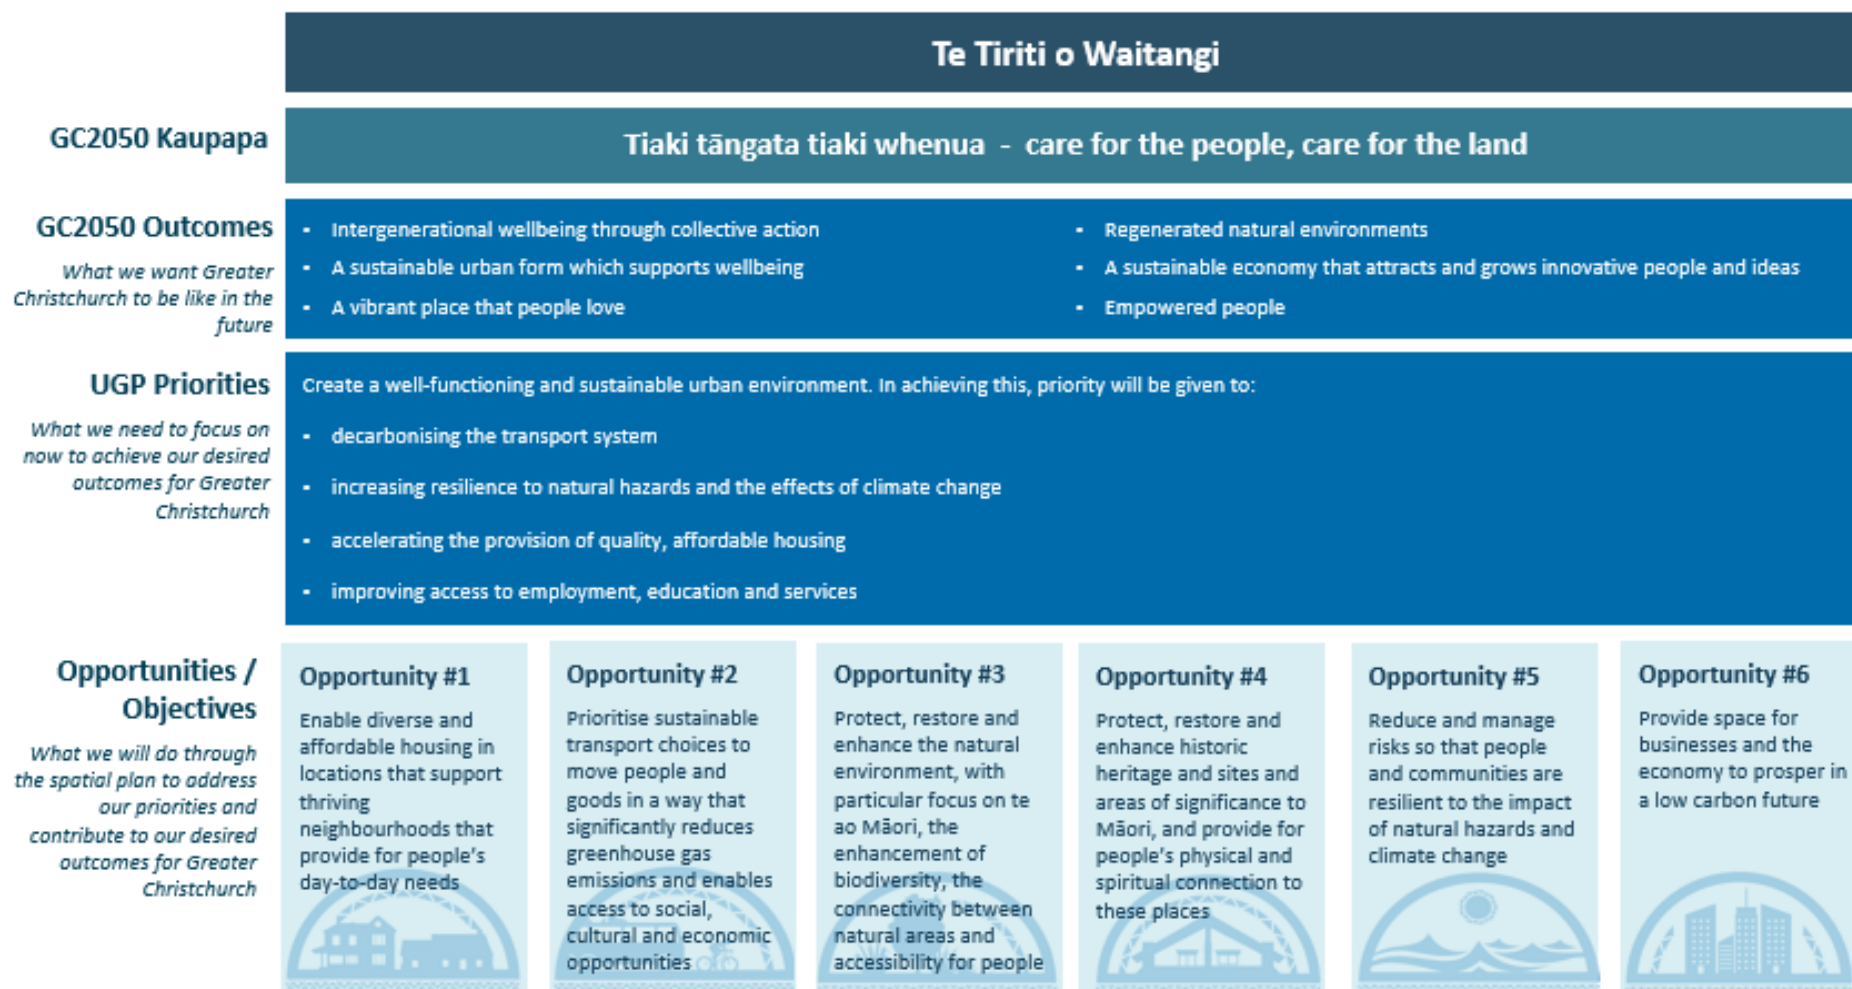 Te Tiriti o Waitangi
GC2050 Kaupapa
Tiaki tāngata tiaki whenua - care for the people, care for the land
GC2050 Outcomes
What we want Greater
Christchurch to be like in the
future
▪ Intergenerational wellbeing through collective action
▪ A sustainable urban form which supports wellbeing
▪ A vibrant place that people love
▪ Regenerated natural environments
▪ A sustainable economy that attracts and grows innovative people and ideas
▪ Empowered people
UGP Priorities
What we need to focus on
now to achieve our desired
outcomes for Greater
Christchurch
Create a well-functioning and sustainable urban environment. In achieving this, priority will be given to:
▪ decarbonising the transport system
▪ increasing resilience to natural hazards and the effects of climate change
▪ accelerating the provision of quality, affordable housing
▪ improving access to employment, education and services
Opportunities /
Objectives
What we will do through
the spatial plan to address
our priorities and
contribute to our desired
outcomes for Greater
Christchurch
Opportunity #1
Enable diverse and
affordable housing in
locations that support
thriving
neighbourhoods that
provide for people's
day-to-day needs
Opportunity #2
Prioritise sustainable
transport choices to
move people and
goods in a way that
significantly reduces
greenhouse gas
emissions and enables
access to social,
cultural and economic
opportunities
Opportunity #3
Protect, restore and
enhance the natural
environment, with
particular focus on te
ao Māori, the
enhancement of
biodiversity, the
connectivity between
natural areas and
accessibility for people
Opportunity #4
Protect, restore and
enhance historic
heritage and sites and
areas of significance to
Māori, and provide for
people's physical and
spiritual connection to
these places
Opportunity #5
Reduce and manage
risks so that people
and communities are
resilient to the impact
of natural hazards and
climate change
Opportunity #6
Provide space for
businesses and the
economy to prosper in
a low carbon future